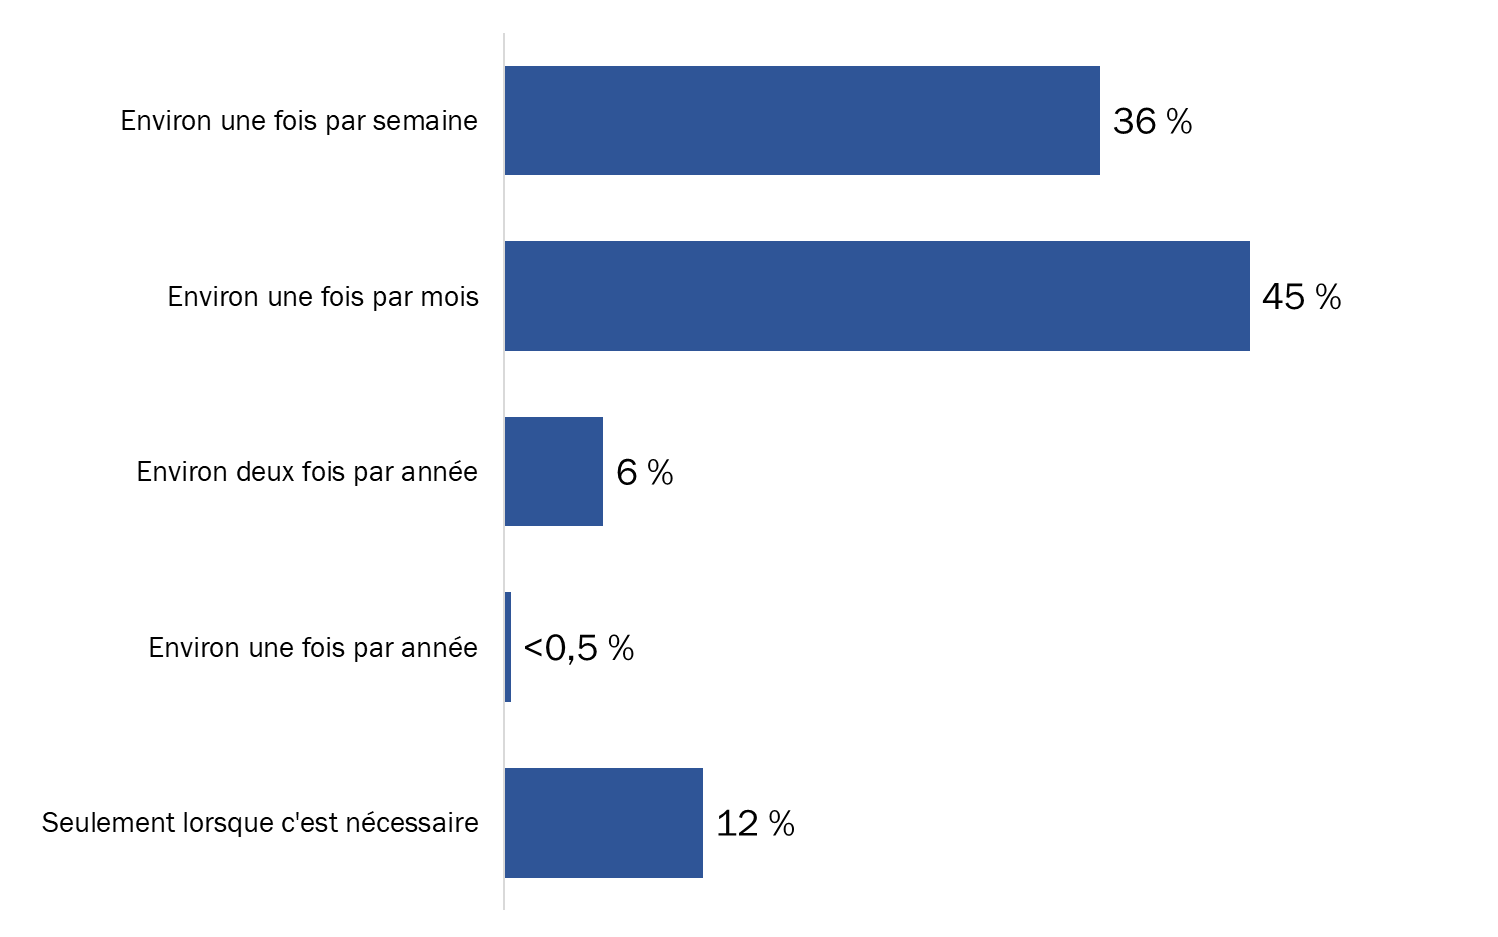 Environ une fois par semaine 36 %
Environ une fois par mois 45 %
Environ deux fois par année 6 %
Environ une fois par année <0,5 %
Seulement lorsque c'est nécessaire 12 %